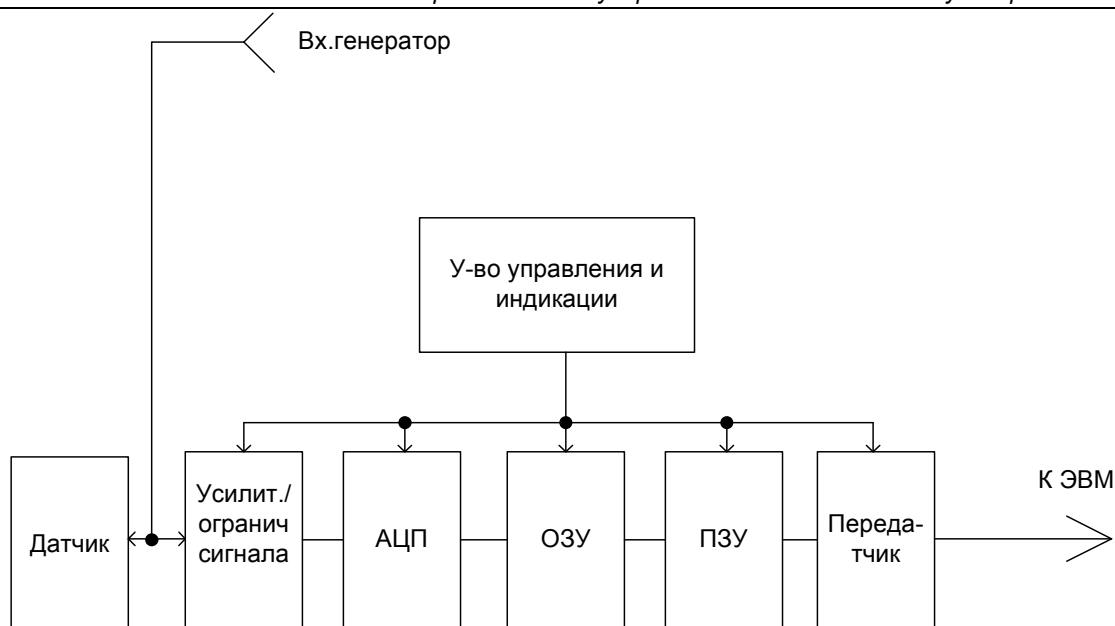 Вх.генератор
У-во управления и
индикации
К ЭВМ
Датчик
Усилит./
огранич
сигнала
АЦП
ОЗУ
ПЗУ
Переда-
тчик